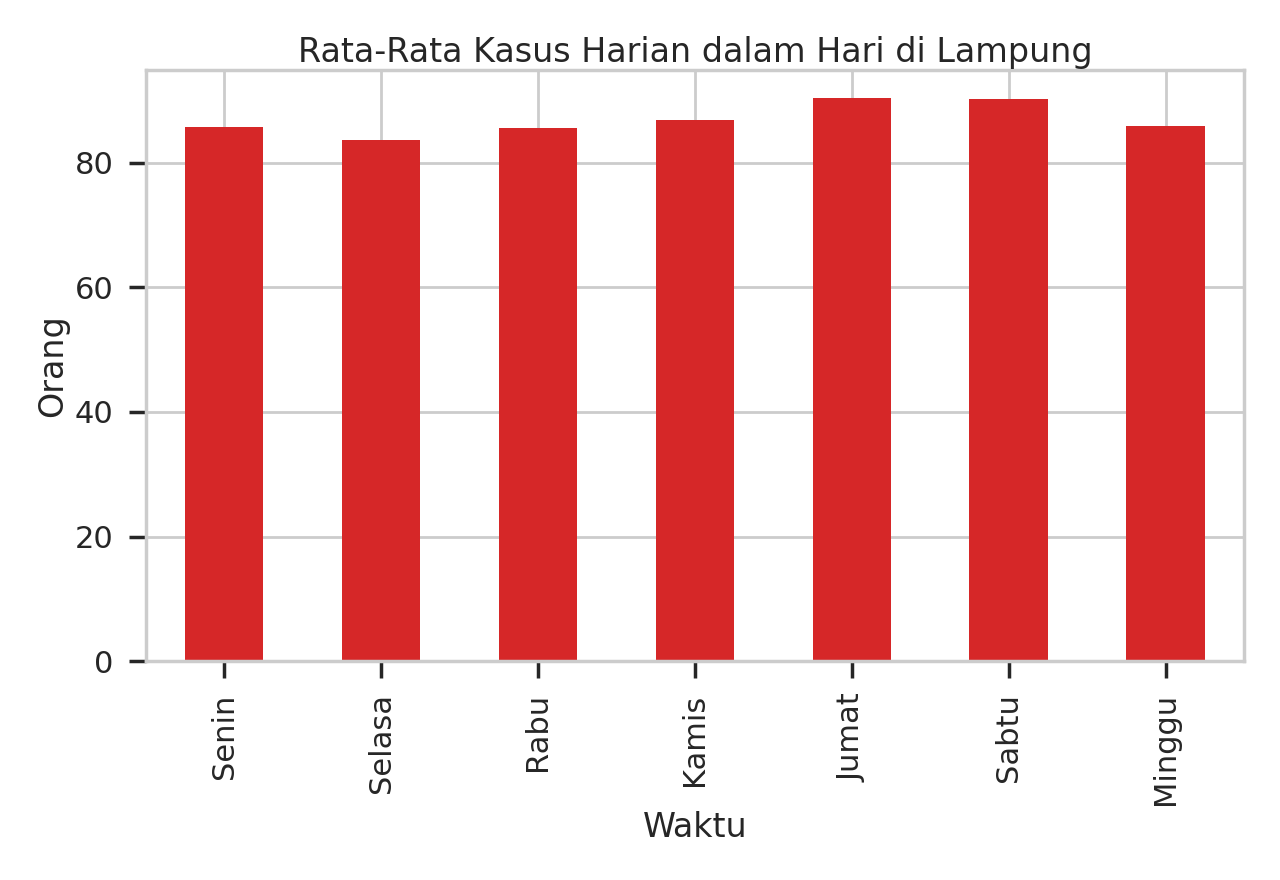 Rata-Rata Kasus Harian dalam Hari di Lampung
80
60
40
20
0
Orang
Senin
Selasa
Rabu
Kamis
Jumat
Sabtu
Minggu
Waktu